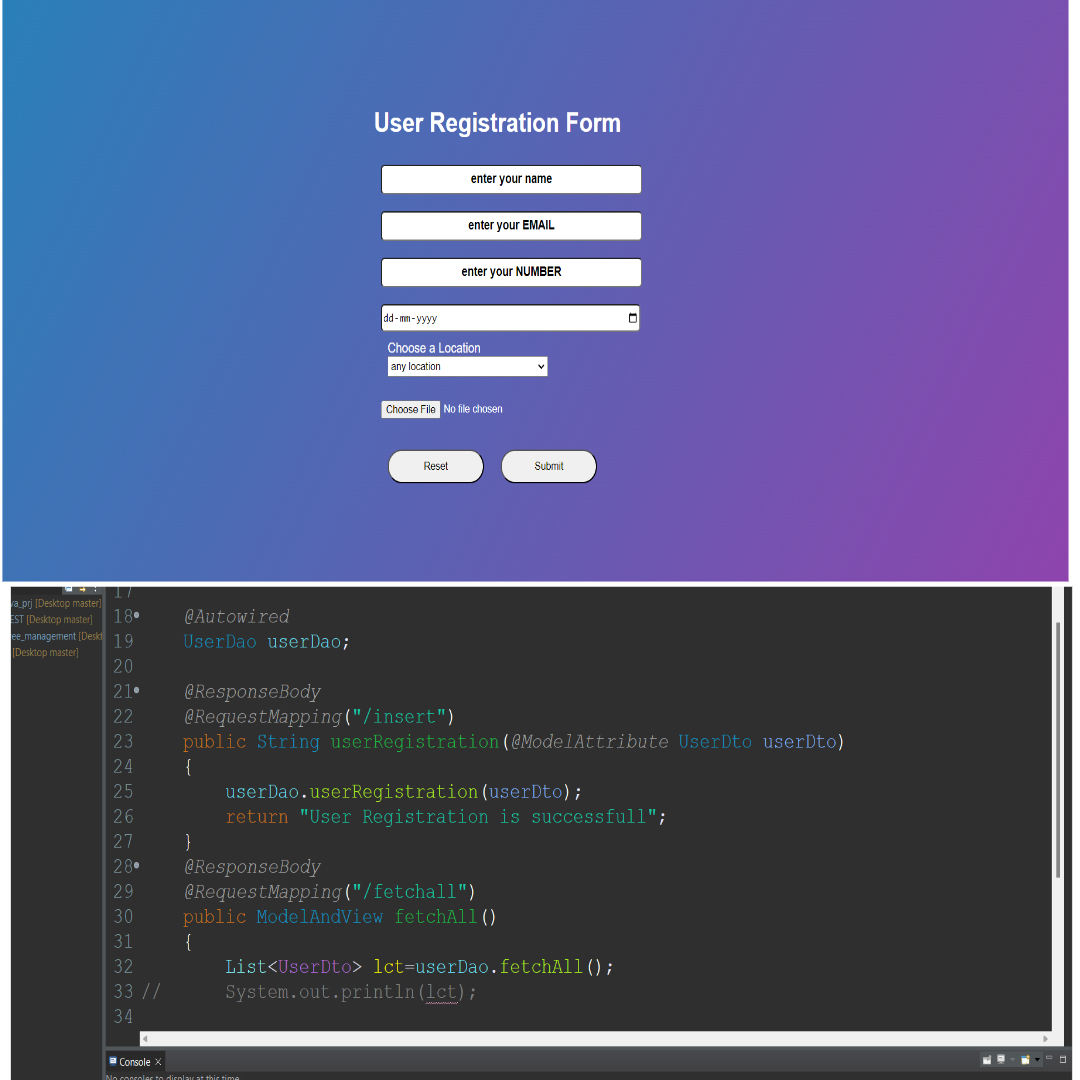 User Registration Form
enter your name
enter your EMAIL
enter your NUMBER
dd-mm-yyyy
Choose a Location
any location
Choose File No file chosen
Reset Submit
va_prj [Desktop master]
EST [Desktop master]
ee_management [Deskt
[Desktop master]
17
18 @Autowired
19 UserDao userDao;
20
21 @ResponseBody
22 @RequestMapping("/insert")
23 public String userRegistration(@ModelAttribute UserDto userDto)
24 {
25 userDao.userRegistration(userDto);
26 return "User Registration is successfull";
27 }
28 @ResponseBody
29 @RequestMapping("/fetchall")
30 public ModelAndView fetchAll()
31 {
32 List<UserDto> lct=userDao.fetchAll();
33 // System.out.println(lct);
34
Console
No consoles to display at this time.